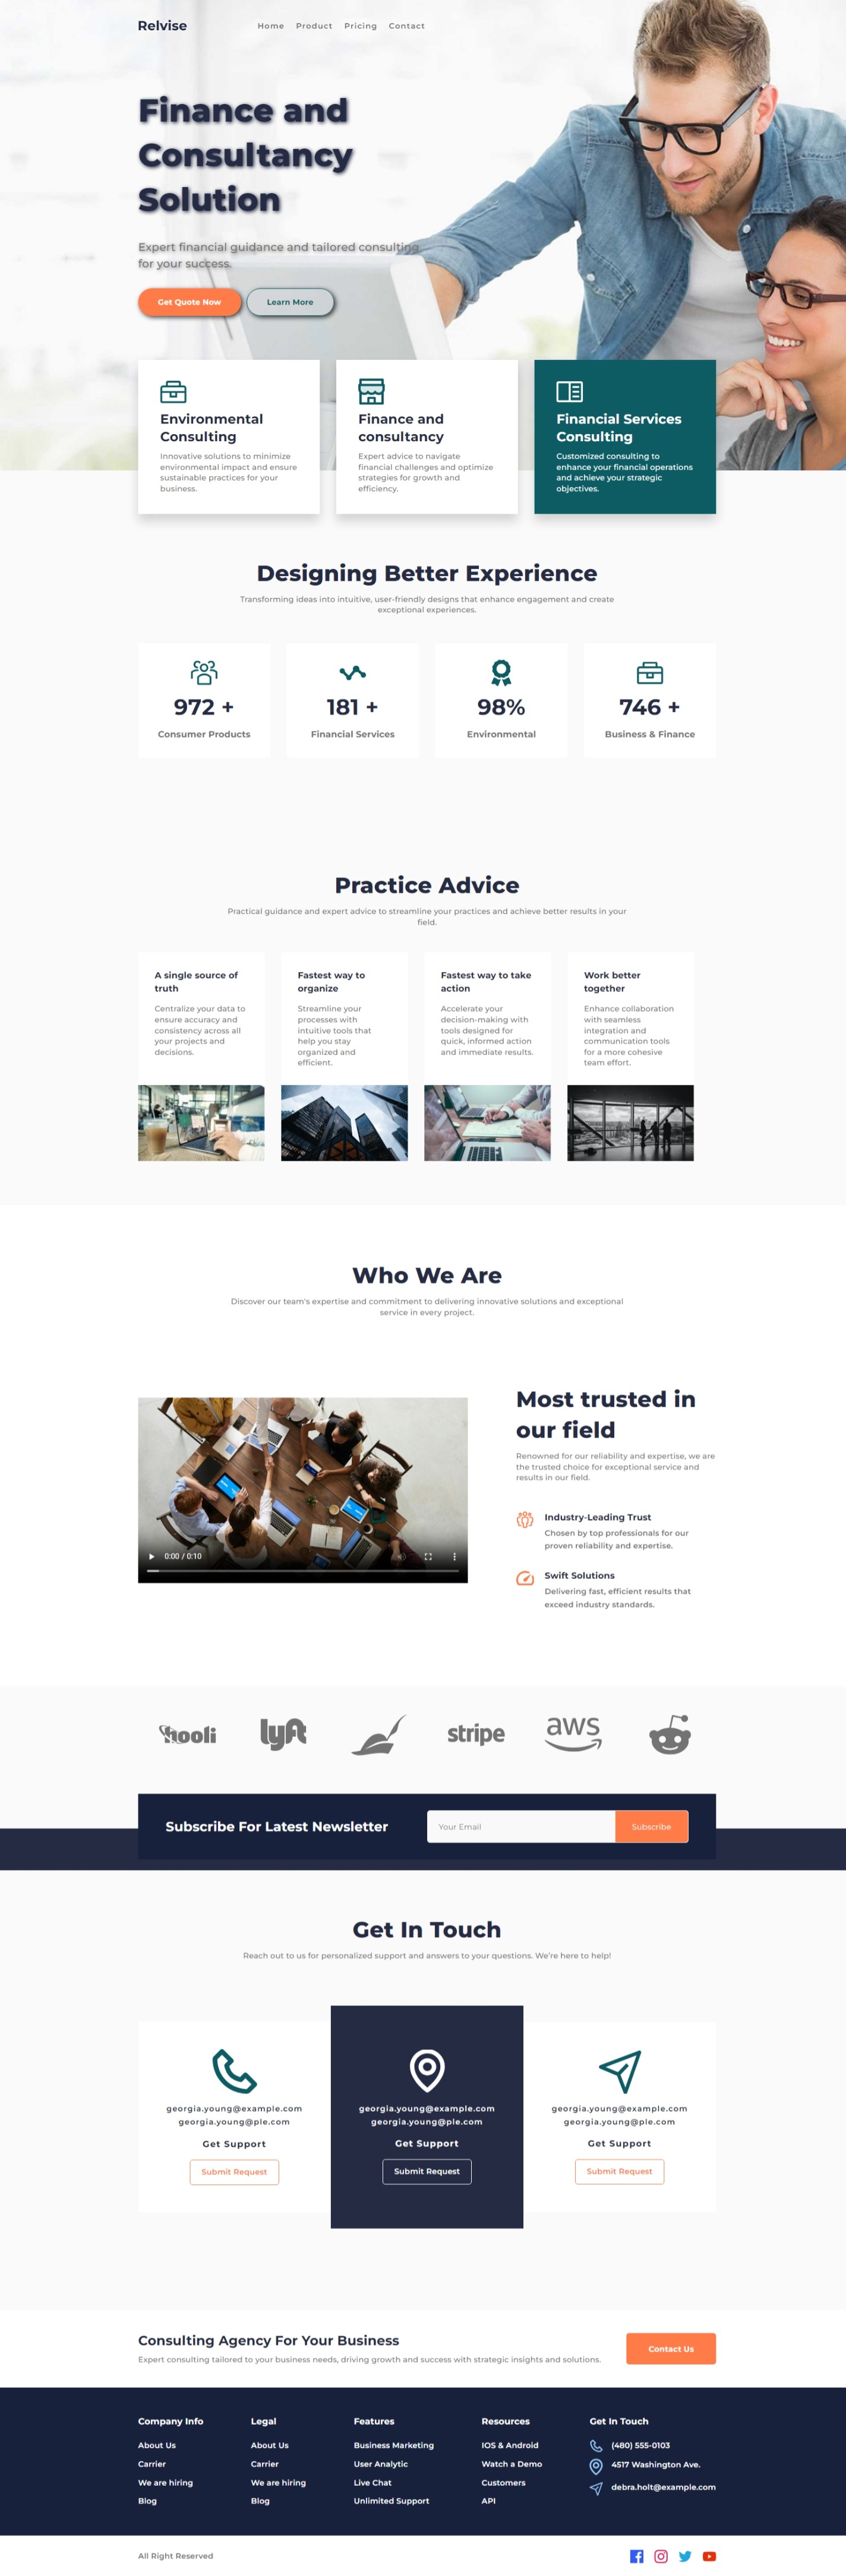 Relvise
Home Product Pricing Contact
Finance and
Consultancy
Solution
Expert financial guidance and tailored consulting
for your success.
Get Quote Now
Learn More
Environmental
Consulting
Innovative solutions to minimize
environmental impact and ensure
sustainable practices for your
business.
Finance and
consultancy
Expert advice to navigate
financial challenges and optimize
strategies for growth and
efficiency.
Financial Services
Consulting
Customized consulting to
enhance your financial operations
and achieve your strategic
objectives.
Designing Better Experience
Transforming ideas into intuitive, user-friendly designs that enhance engagement and create
exceptional experiences.
972 +
Consumer Products
181 +
Financial Services
98%
Environmental
746 +
Business & Finance
Practice Advice
Practical guidance and expert advice to streamline your practices and achieve better results in your
field.
A single source of
truth
Centralize your data to
ensure accuracy and
consistency across all
your projects and
decisions.
Fastest way to
organize
Streamline your
processes with
intuitive tools that
help you stay
organized and
efficient.
Fastest way to take
action
Accelerate your
decision-making with
tools designed for
quick, informed action
and immediate results.
Work better
together
Enhance collaboration
with seamless
integration and
communication tools
for a more cohesive
team effort.
Who We Are
Discover our team's expertise and commitment to delivering innovative solutions and exceptional
service in every project.
0:00 / 0:10
Most trusted in
our field
Renowned for our reliability and expertise, we are
the trusted choice for exceptional service and
results in our field.
Industry-Leading Trust
Chosen by top professionals for our
proven reliability and expertise.
Swift Solutions
Delivering fast, efficient results that
exceed industry standards.
hooli
lyft
stripe
aws
Subscribe For Latest Newsletter
Your Email
Subscribe
Get In Touch
Reach out to us for personalized support and answers to your questions. We're here to help!
georgia.young@example.com
georgia.young@ple.com
Get Support
Submit Request
georgia.young@example.com
georgia.young@ple.com
Get Support
Submit Request
georgia.young@example.com
georgia.young@ple.com
Get Support
Submit Request
Consulting Agency For Your Business
Expert consulting tailored to your business needs, driving growth and success with strategic insights and solutions.
Contact Us
Company Info
About Us
Carrier
We are hiring
Blog
Legal
About Us
Carrier
We are hiring
Blog
Features
Business Marketing
User Analytic
Live Chat
Unlimited Support
Resources
IOS & Android
Watch a Demo
Customers
API
Get In Touch
(480) 555-0103
4517 Washington Ave.
debra.holt@example.com
All Right Reserved